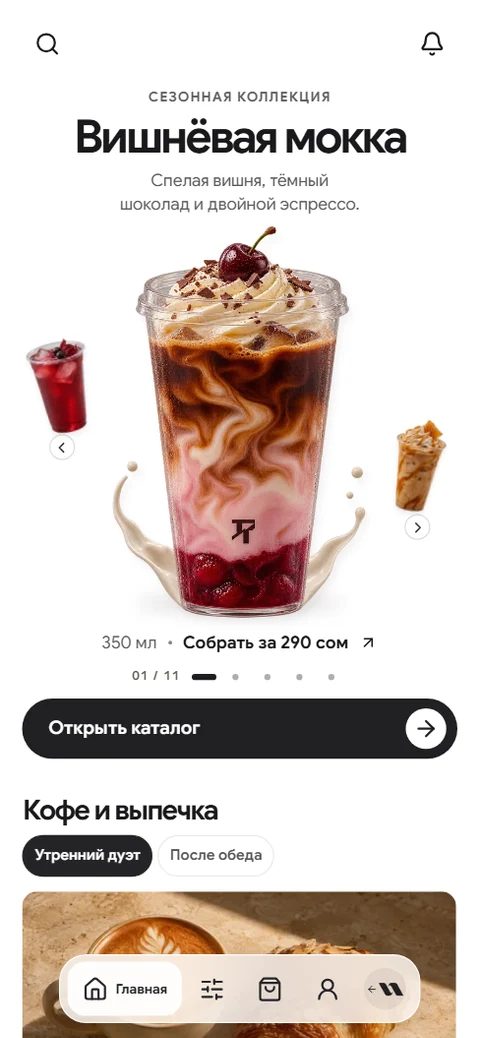 СЕЗОННАЯ КОЛЛЕКЦИЯ
Вишнёвая мокка
Спелая вишня, тёмный
шоколад и двойной эспрессо.
350 мл • Собрать за 290 сом
01 / 11
Открыть каталог
Кофе и выпечка
Утренний дуэт
После обеда
Главная